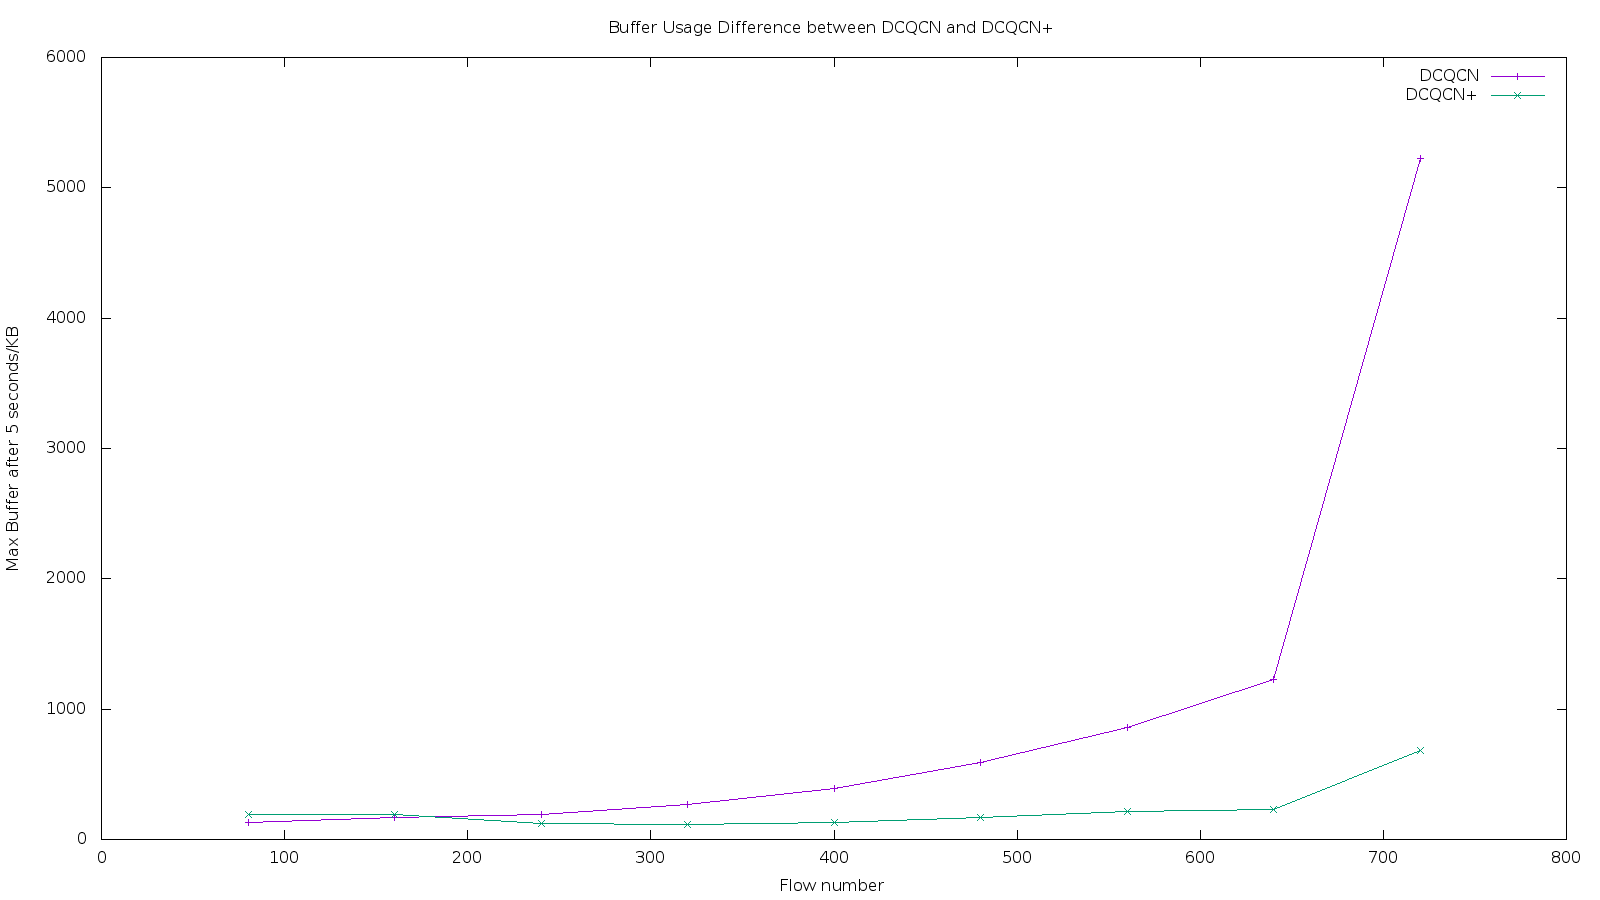 Buffer Usage Difference between DCQCN and DCQCN+
DCQCN
DCQCN+
Max Buffer after 5 seconds/KB
6000
5000
4000
3000
2000
1000
0
0 100 200 300 400 500 600 700 800
Flow number